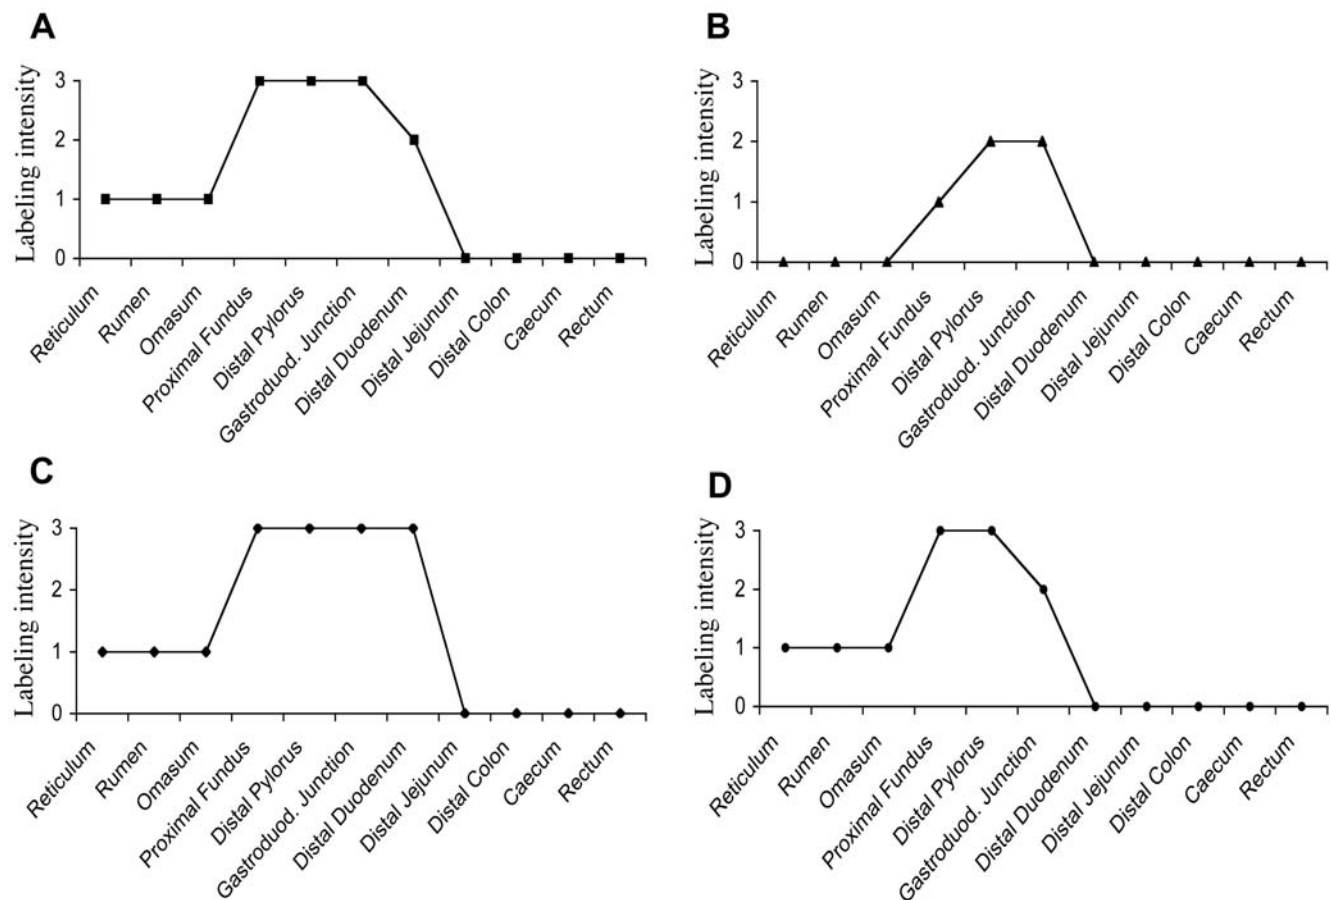 A
Labeling intensity
3
2
1
0
Reticulum
Rumen
Omasum
Proximal Fundus
Distal Pylorus
Gastroduod. Junction
Distal Duodenum
Distal Jejunum
Distal Colon
Caecum
Rectum
B
Labeling intensity
3
2
1
0
Reticulum
Rumen
Omasum
Proximal Fundus
Distal Pylorus
Gastroduod. Junction
Distal Duodenum
Distal Jejunum
Distal Colon
Caecum
Rectum
C
Labeling intensity
3
2
1
0
Reticulum
Rumen
Omasum
Proximal Fundus
Distal Pylorus
Gastroduod. Junction
Distal Duodenum
Distal Jejunum
Distal Colon
Caecum
Rectum
D
Labeling intensity
3
2
1
0
Reticulum
Rumen
Omasum
Proximal Fundus
Distal Pylorus
Gastroduod. Junction
Distal Duodenum
Distal Jejunum
Distal Colon
Caecum
Rectum